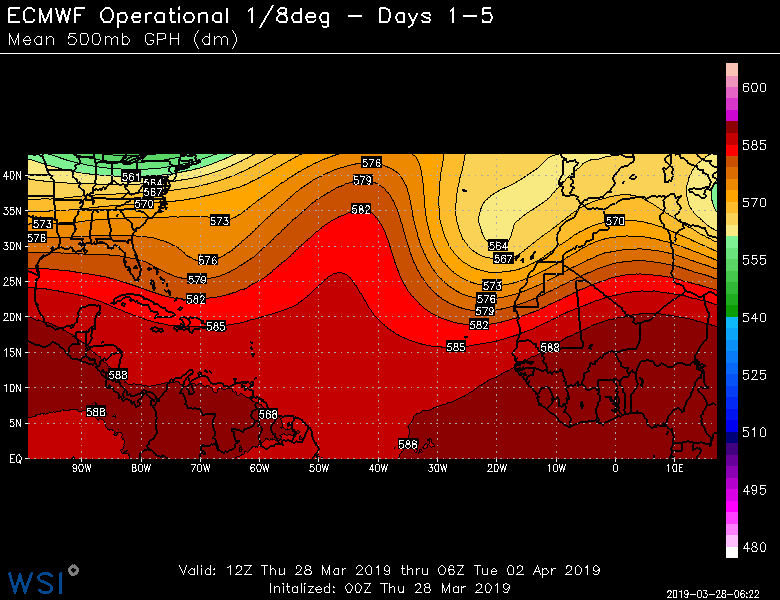 ECMWF Operational 1/8deg – Days 1–5
Mean 500mb GPH (dm)
600
585
570
555
540
525
510
495
480
40N
35N
30N
25N
20N
15N
10N
5N
EQ
576
561
564
579
567
570
582
573
573
570
576
564
576
567
579
573
582
576
579
585
582
585
588
588
588
588
568
588
90W
80W
70W
60W
50W
40W
30W
20W
10W
0
10E
Valid: 12Z Thu 28 Mar 2019 thru 06Z Tue 02 Apr 2019
Initalized: 00Z Thu 28 Mar 2019
WSI
2019-03-28-06:22